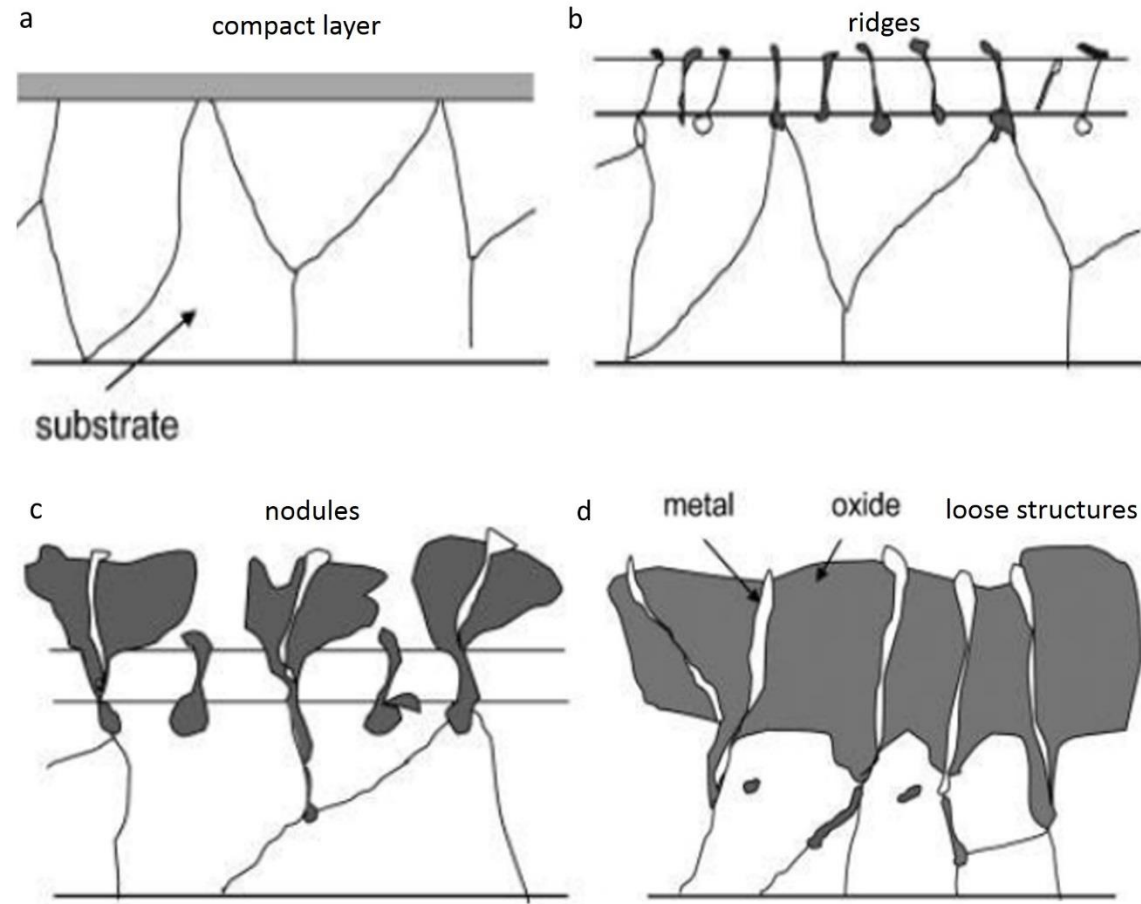 a
compact layer
b
ridges
substrate
c
nodules
d
metal
oxide
loose structures